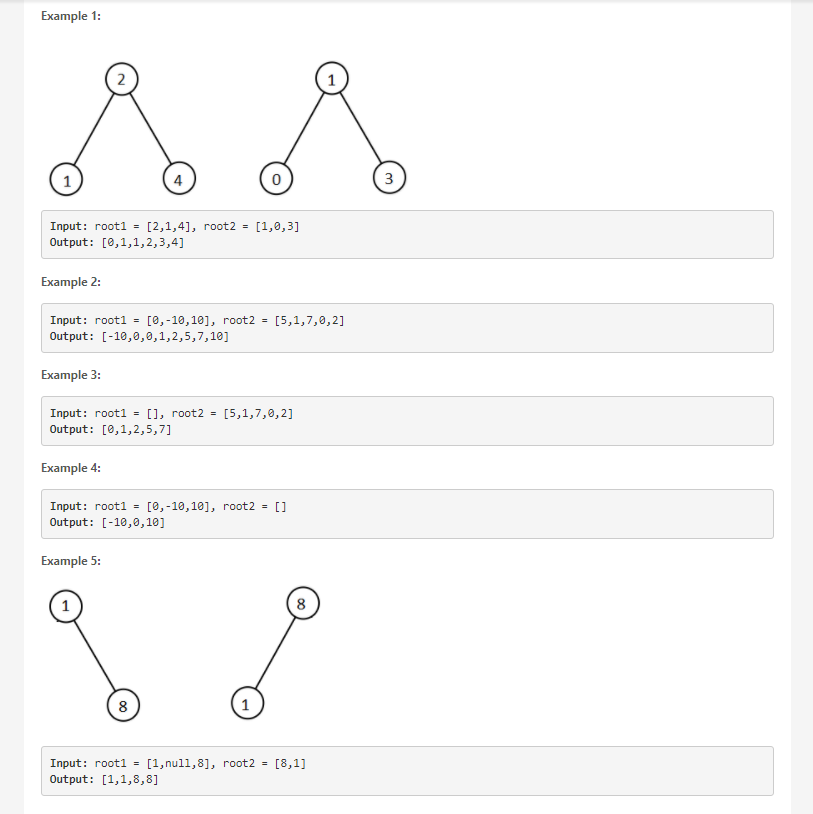 Example 1:
2 1
1 4 0 3
Input: root1 = [2,1,4], root2 = [1,0,3]
Output: [0,1,1,2,3,4]
Example 2:
Input: root1 = [0,-10,10], root2 = [5,1,7,0,2]
Output: [-10,0,0,1,2,5,7,10]
Example 3:
Input: root1 = [], root2 = [5,1,7,0,2]
Output: [0,1,2,5,7]
Example 4:
Input: root1 = [0,-10,10], root2 = []
Output: [-10,0,10]
Example 5:
1 8
8 1
Input: root1 = [1,null,8], root2 = [8,1]
Output: [1,1,8,8]